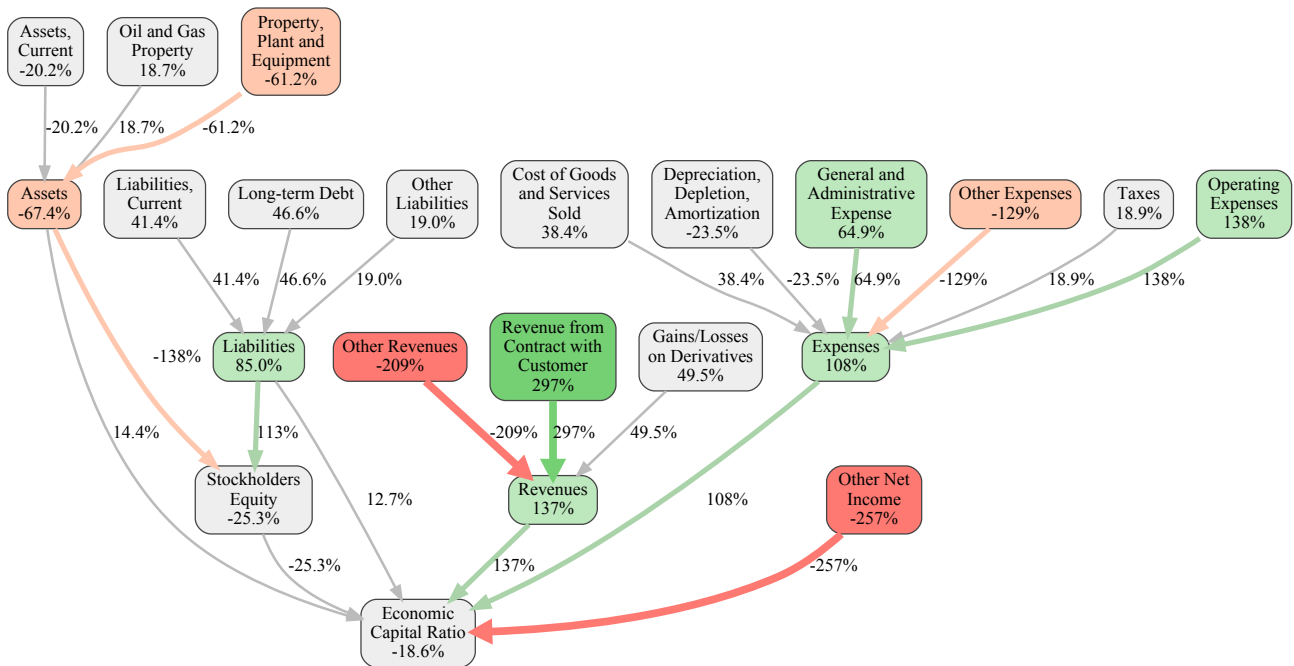 Assets,
Current
-20.2%
Oil and Gas
Property
18.7%
Property,
Plant and
Equipment
-61.2%
-20.2%
18.7%
-61.2%
Assets
-67.4%
Liabilities,
Current
41.4%
Long-term Debt
46.6%
Other
Liabilities
19.0%
Cost of Goods
and Services
Sold
38.4%
Depreciation,
Depletion,
Amortization
-23.5%
General and
Administrative
Expense
64.9%
Other Expenses
-129%
Taxes
18.9%
Operating
Expenses
138%
41.4%
46.6%
19.0%
38.4%
-23.5%
64.9%
-129%
18.9%
138%
-138%
Liabilities
85.0%
Other Revenues
-209%
Revenue from
Contract with
Customer
297%
Gains/Losses
on Derivatives
49.5%
Expenses
108%
14.4%
113%
-209%
297%
49.5%
Stockholders
Equity
-25.3%
12.7%
Revenues
137%
108%
Other Net
Income
-257%
-25.3%
137%
-257%
Economic
Capital Ratio
-18.6%